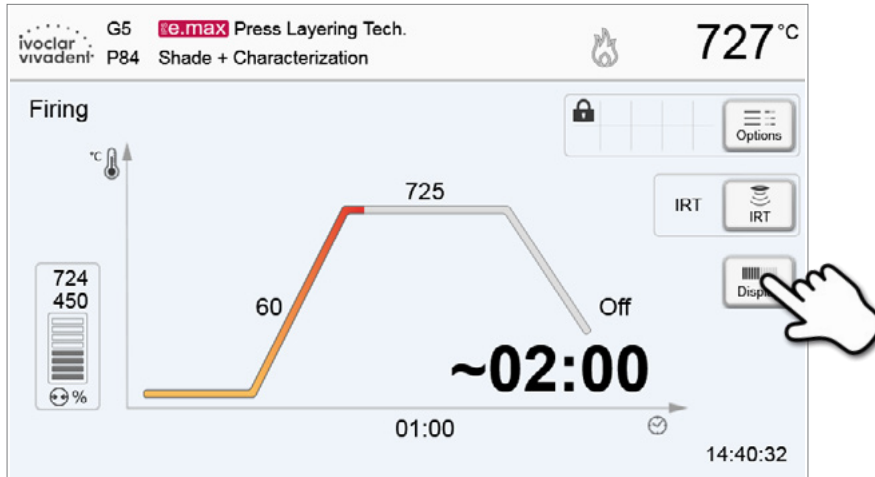 ivoclar
vivadent
G5 IPS e.max Press Layering Tech.
P84 Shade + Characterization
727°C
Firing
Options
°C
725
IRT
IRT
724
450
60
Off
~02:00
%
01:00
14:40:32